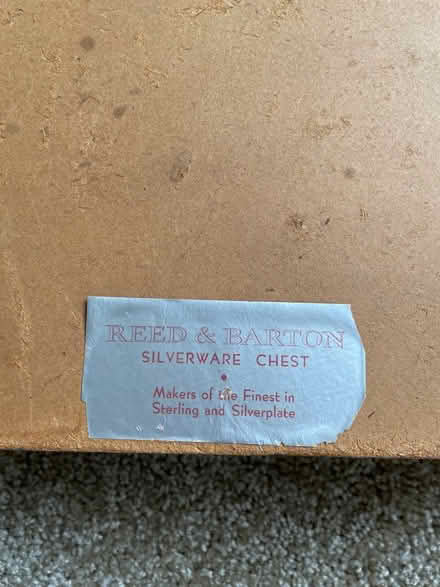 REED & BARTON
SILVERWARE CHEST
•
Makers of the Finest in
Sterling and Silverplate